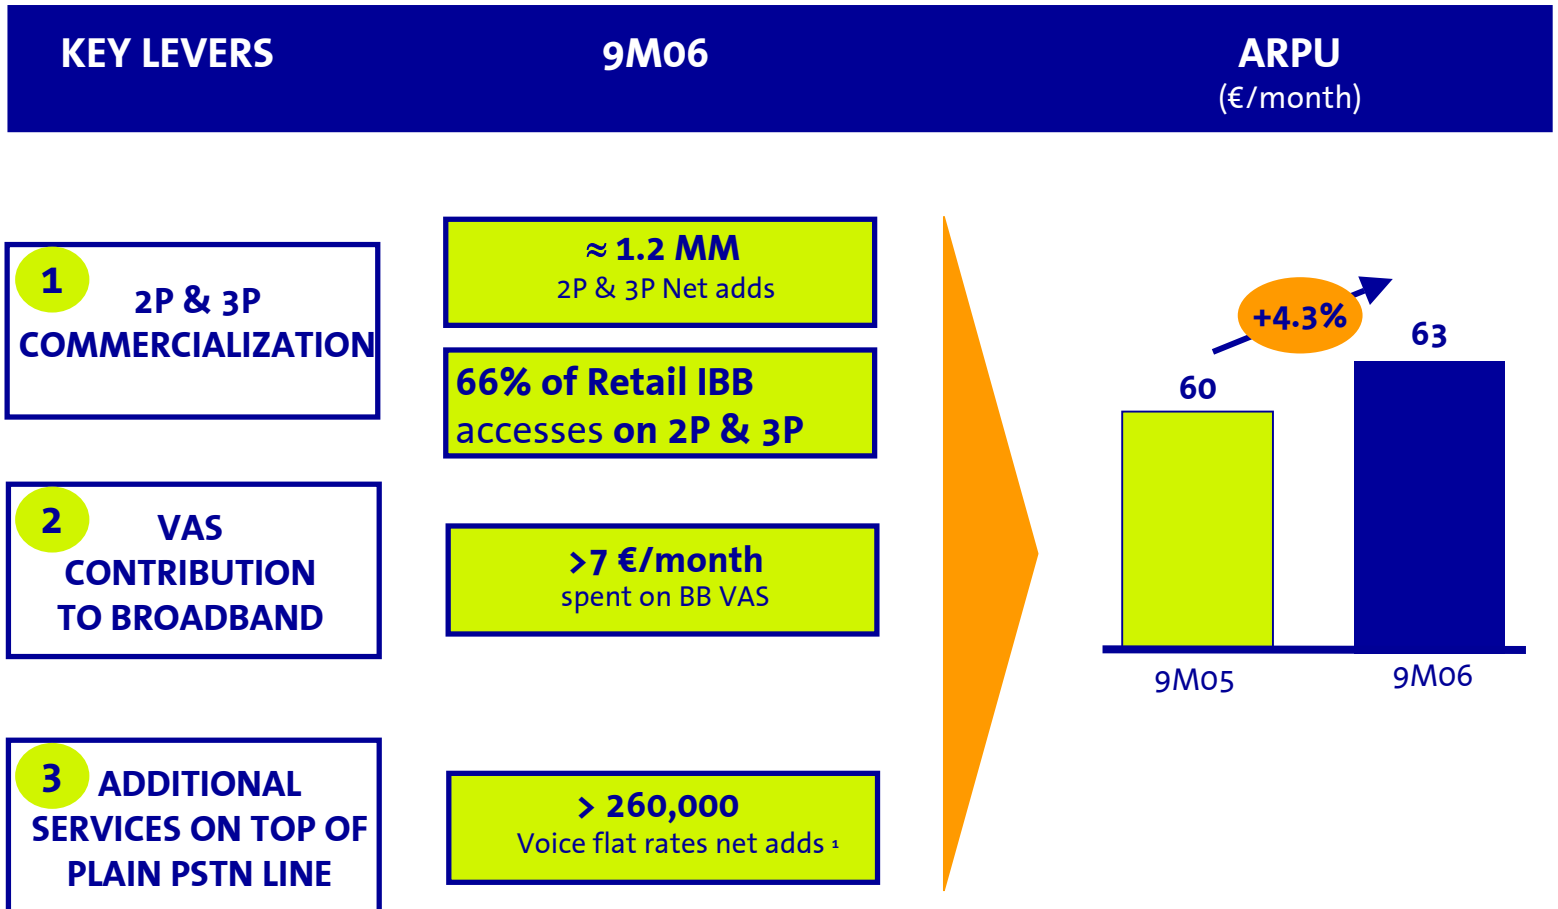 KEY LEVERS
9M06
ARPU
(€/month)
1
2P & 3P
COMMERCIALIZATION
≈ 1.2 MM
2P & 3P Net adds
66% of Retail IBB
accesses on 2P & 3P
2
VAS
CONTRIBUTION
TO BROADBAND
>7 €/month
spent on BB VAS
3
ADDITIONAL
SERVICES ON TOP OF
PLAIN PSTN LINE
> 260,000
Voice flat rates net adds ¹
+4.3%
60
63
9M05
9M06